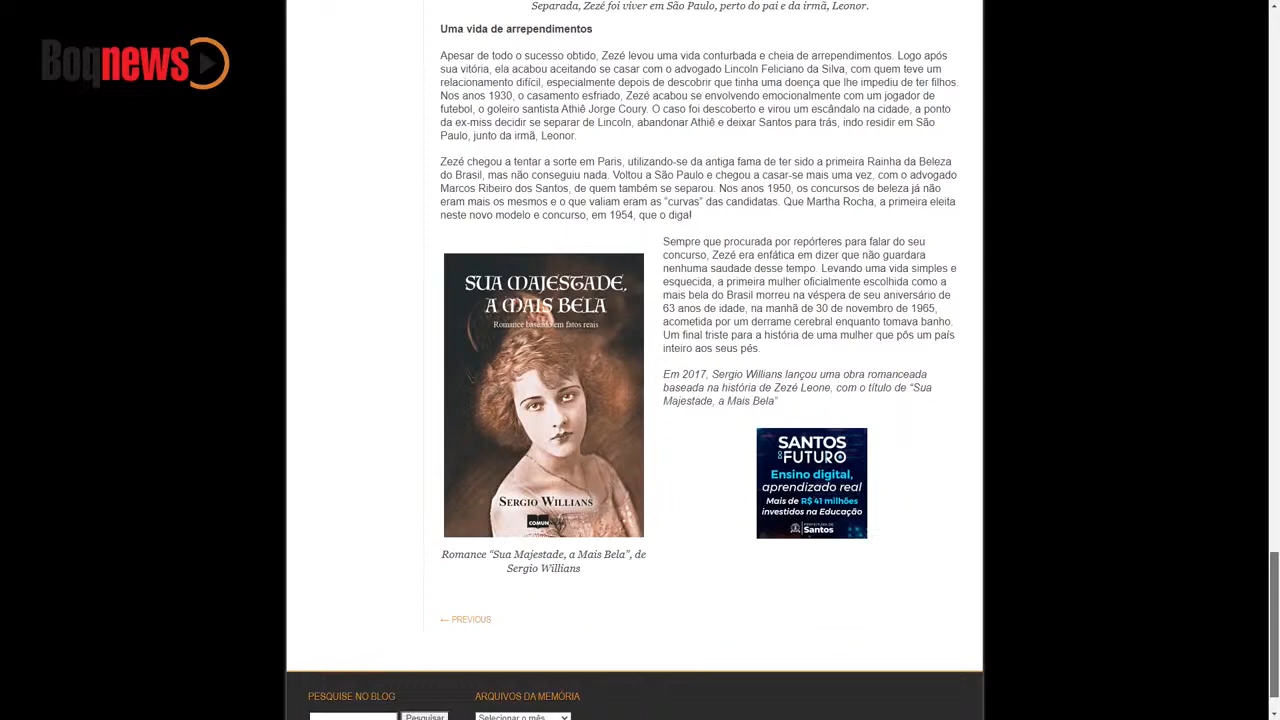 Separada, Zezé foi viver em São Paulo, perto do pai e da irmã, Leonor.
Boqnews
Uma vida de arrependimentos
Apesar de todo o sucesso obtido, Zezé levou uma vida conturbada e cheia de arrependimentos. Logo após
sua vitória, ela acabou aceitando se casar com o advogado Lincoln Feliciano da Silva, com quem teve um
relacionamento difícil, especialmente depois de descobrir que tinha uma doença que lhe impediu de ter filhos.
Nos anos 1930, o casamento esfriado, Zezé acabou se envolvendo emocionalmente com um jogador de
futebol, o goleiro santista Athiê Jorge Coury. O caso foi descoberto e virou um escândalo na cidade, a ponto
da ex-miss decidir se separar de Lincoln, abandonar Athiê e deixar Santos para trás, indo residir em São
Paulo, junto da irmã, Leonor.
Zezé chegou a tentar a sorte em Paris, utilizando-se da antiga fama de ter sido a primeira Rainha da Beleza
do Brasil, mas não conseguiu nada. Voltou a São Paulo e chegou a casar-se mais uma vez, com o advogado
Marcos Ribeiro dos Santos, de quem também se separou. Nos anos 1950, os concursos de beleza já não
eram mais os mesmos e o que valiam eram as “curvas” das candidatas. Que Martha Rocha, a primeira eleita
neste novo modelo e concurso, em 1954, que o diga!
SUA MAJESTADE,
A MAIS BELA
Romance baseado em fatos reais
SERGIO WILLIANS
COMUN
Romance “Sua Majestade, a Mais Bela”, de
Sergio Willians
Sempre que procurada por repórteres para falar do seu
concurso, Zezé era enfática em dizer que não guardara
nenhuma saudade desse tempo. Levando uma vida simples e
esquecida, a primeira mulher oficialmente escolhida como a
mais bela do Brasil morreu na véspera de seu aniversário de
63 anos de idade, na manhã de 30 de novembro de 1965,
acometida por um derrame cerebral enquanto tomava banho.
Um final triste para a história de uma mulher que pôs um país
inteiro aos seus pés.
Em 2017, Sergio Willians lançou uma obra romanceada
baseada na história de Zezé Leone, com o título de “Sua
Majestade, a Mais Bela”
SANTOS
DO FUTURO
Ensino digital,
aprendizado real
Mais de R$ 41 milhões
investidos na Educação
PREFEITURA DE
Santos
← PREVIOUS
PESQUISE NO BLOG
Pesquisar
ARQUIVOS DA MEMÓRIA
Selecionar o mês